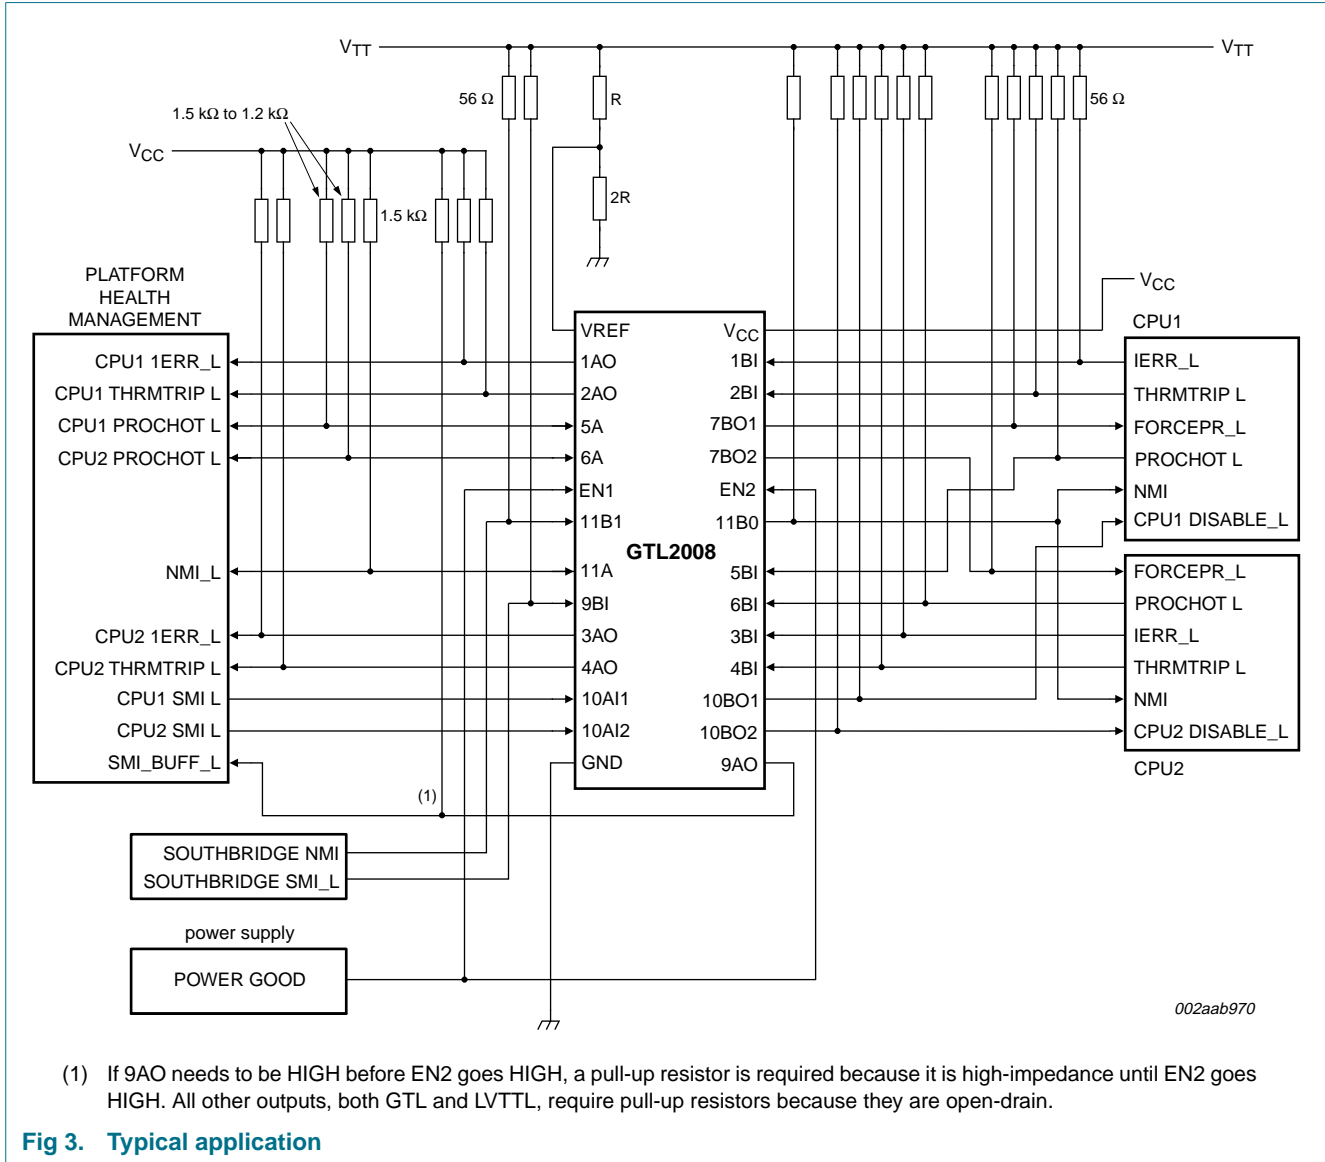 VTT
VTT
56 Ω
R
56 Ω
1.5 kΩ to 1.2 kΩ
VCC
2R
1.5 kΩ
PLATFORM
HEALTH
MANAGEMENT
VCC
CPU1
VREF
VCC
CPU1 1ERR_L
1AO
1BI
IERR_L
CPU1 THRMTRIP L
2AO
2BI
THRMTRIP L
CPU1 PROCHOT L
5A
7BO1
FORCEPR_L
CPU2 PROCHOT L
6A
7BO2
PROCHOT L
EN1
EN2
NMI
11B1
11B0
CPU1 DISABLE_L
GTL2008
NMI_L
11A
5BI
FORCEPR_L
9BI
6BI
PROCHOT L
CPU2 1ERR_L
3AO
3BI
IERR_L
CPU2 THRMTRIP L
4AO
4BI
THRMTRIP L
CPU1 SMI L
10AI1
10BO1
NMI
CPU2 SMI L
10AI2
10BO2
CPU2 DISABLE_L
SMI_BUFF_L
GND
9AO
CPU2
(1)
SOUTHBRIDGE NMI
SOUTHBRIDGE SMI_L
power supply
POWER GOOD
002aab970
(1) If 9AO needs to be HIGH before EN2 goes HIGH, a pull-up resistor is required because it is high-impedance until EN2 goes
HIGH. All other outputs, both GTL and LVTTL, require pull-up resistors because they are open-drain.
Fig 3. Typical application